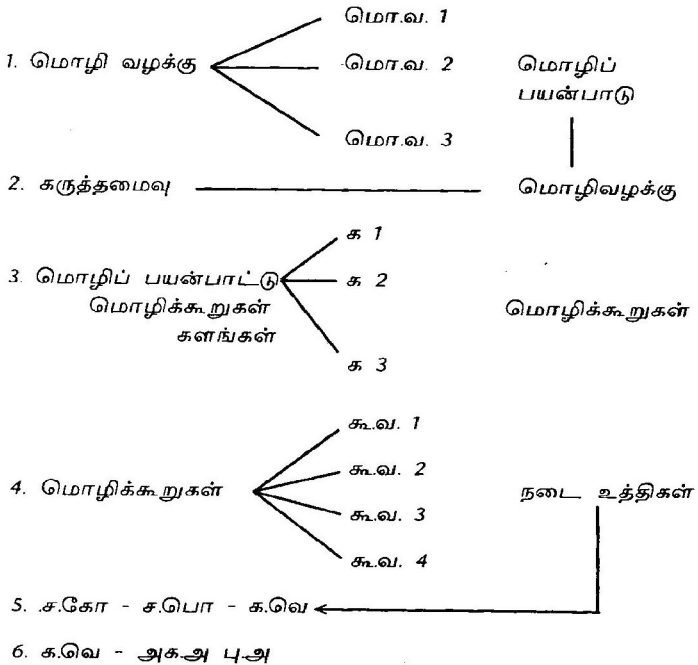 மொ.வ. 1
1. மொழி வழக்கு
மொ.வ. 2
மொழிப்
பயன்பாடு
மொ.வ. 3
2. கருத்தமைவு
மொழிவழக்கு
க 1
3. மொழிப் பயன்பாட்டு
மொழிக்கூறுகள்
களங்கள்
க 2
மொழிக்கூறுகள்
க 3
கூ.வ. 1
கூ.வ. 2
4. மொழிக்கூறுகள்
நடை உத்திகள்
கூ.வ. 3
கூ.வ. 4
5. ச.கோ - ச.பொ - க.வெ
6. க.வெ - அக.அ பு.அ